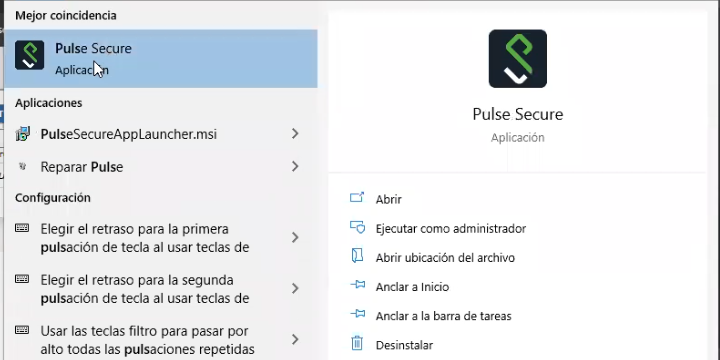 Mejor coincidencia
Pulse Secure
Aplicación
Aplicaciones
PulseSecureAppLauncher.msi
Reparar Pulse
Configuración
Elegir el retraso para la primera
pulsación de tecla al usar teclas de
Elegir el retraso para la segunda
pulsación de tecla al usar teclas de
Usar las teclas filtro para pasar por
alto todas las pulsaciones repetidas
Pulse Secure
Aplicación
Abrir
Ejecutar como administrador
Abrir ubicación del archivo
Anclar a Inicio
Anclar a la barra de tareas
Desinstalar